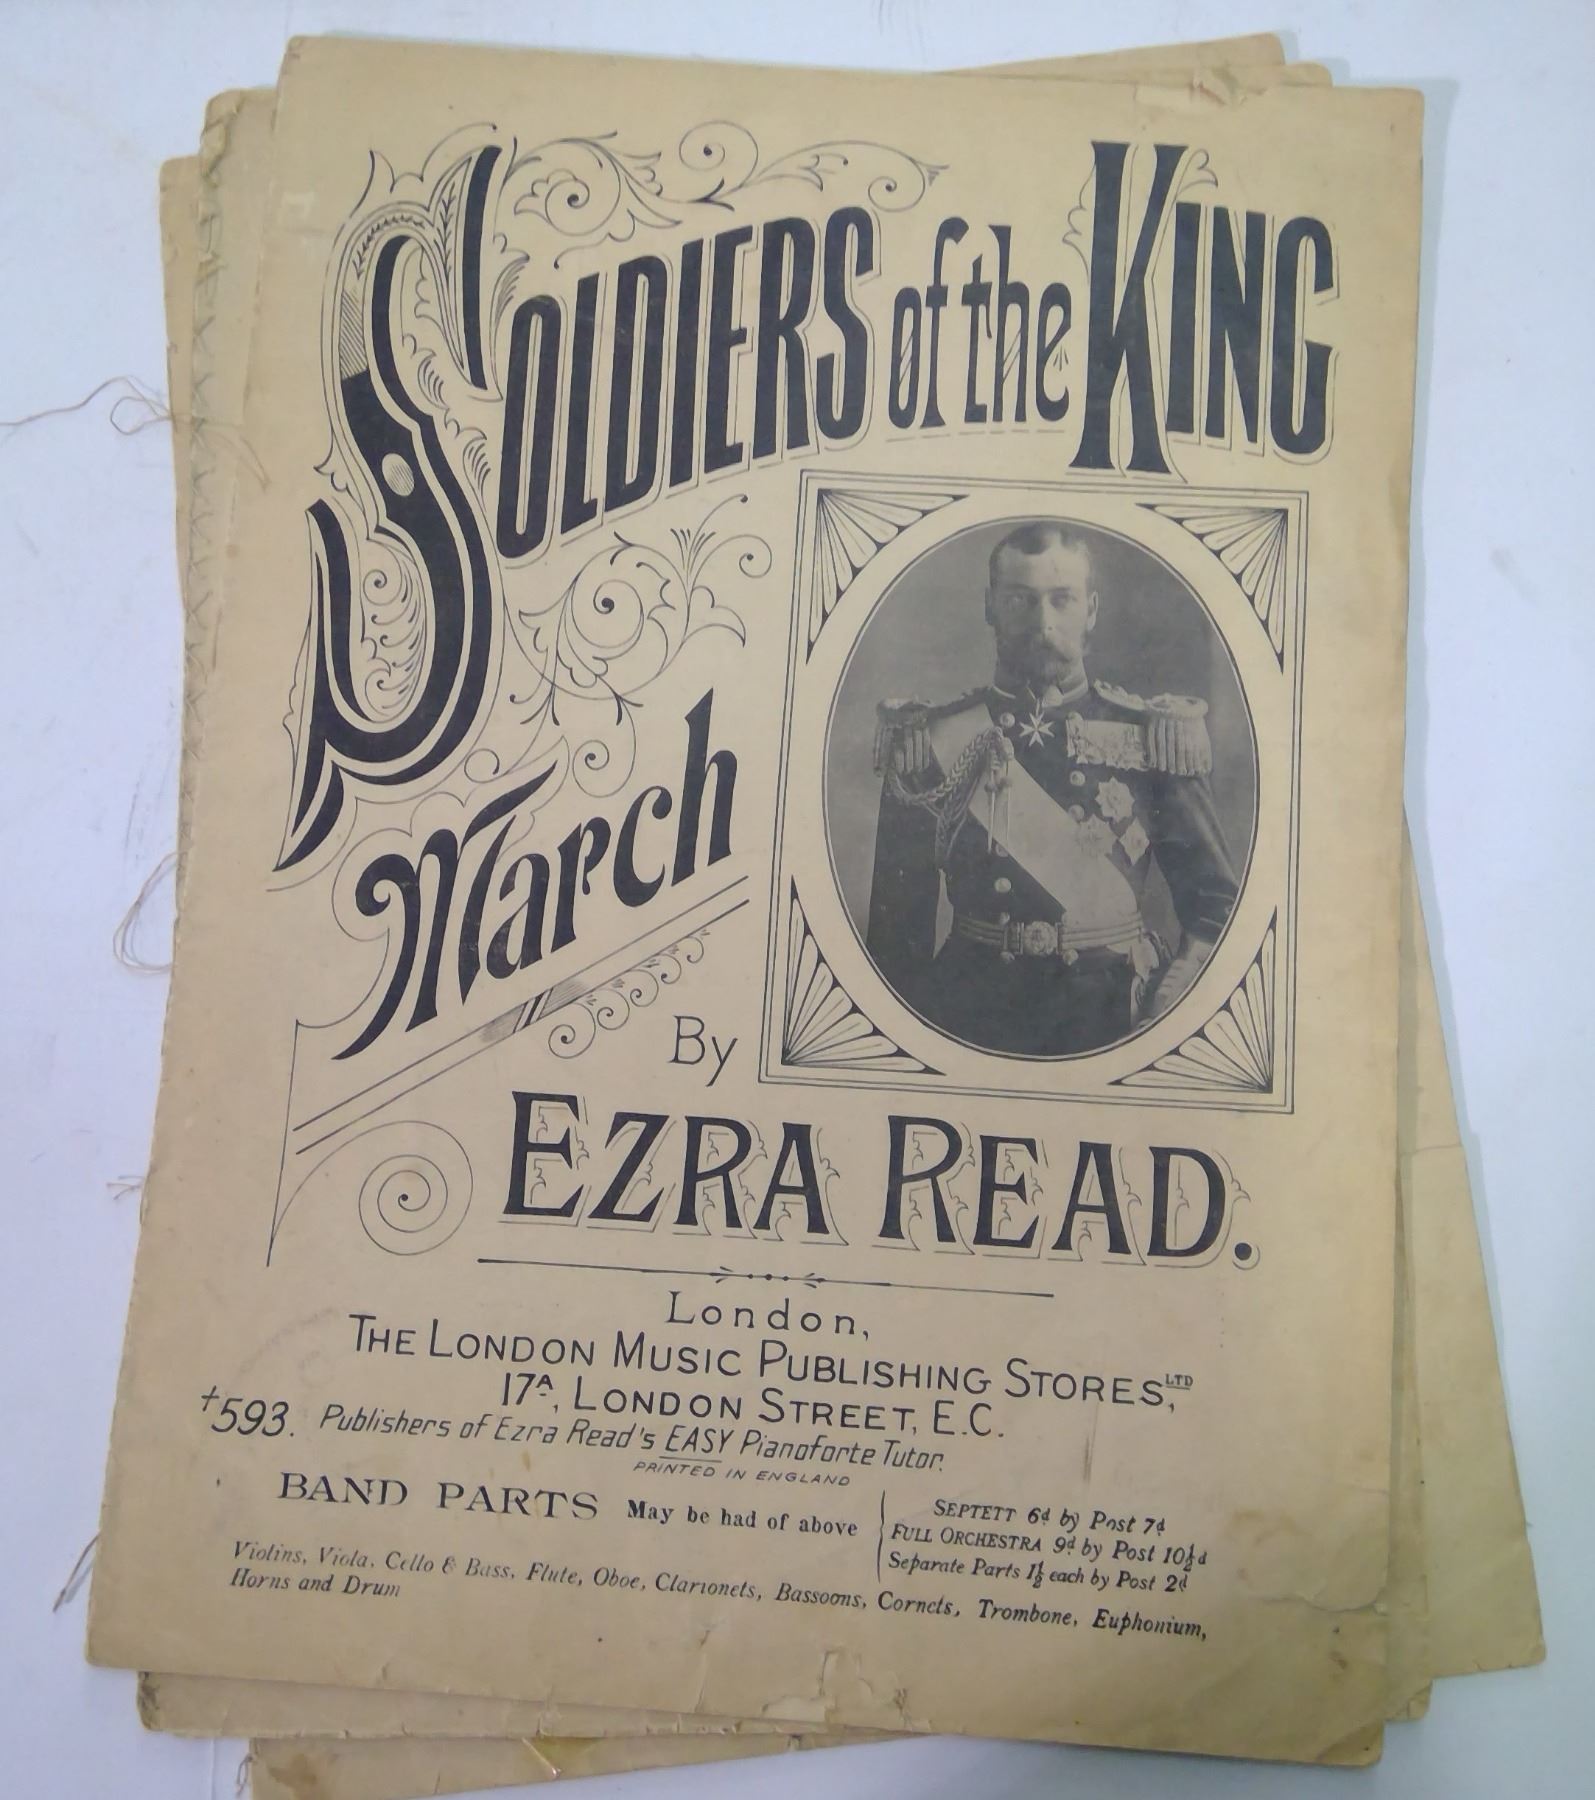 SOLDIERS of the KING
March
By
EZRA READ.
London,
THE LONDON MUSIC PUBLISHING STORES, LTD
17A, LONDON STREET, E.C.
†593. Publishers of Ezra Read's EASY Pianoforte Tutor.
PRINTED IN ENGLAND
BAND PARTS May be had of above
SEPTETT 6d by Post 7d
FULL ORCHESTRA 9d by Post 10½d
Separate Parts 1½ each by Post 2d
Violins, Viola, Cello & Bass, Flute, Oboe, Clarionets, Bassoons, Cornets, Trombone, Euphonium,
Horns and Drum